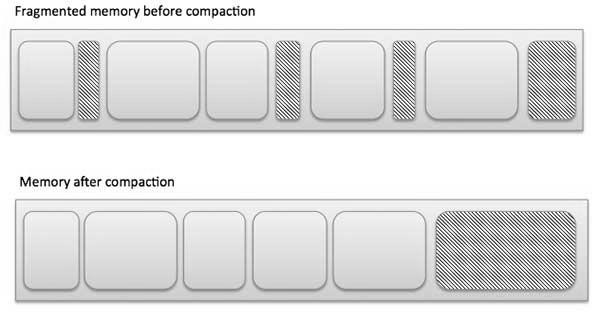 Fragmented memory before compaction
Memory after compaction